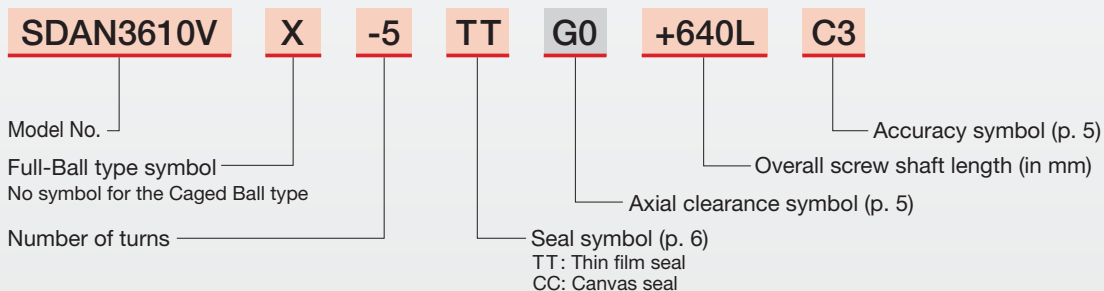 SDAN3610V X -5 TT G0 +640L C3
Model No.
Accuracy symbol (p. 5)
Full-Ball type symbol
No symbol for the Caged Ball type
Overall screw shaft length (in mm)
Axial clearance symbol (p. 5)
Number of turns
Seal symbol (p. 6)
TT: Thin film seal
CC: Canvas seal